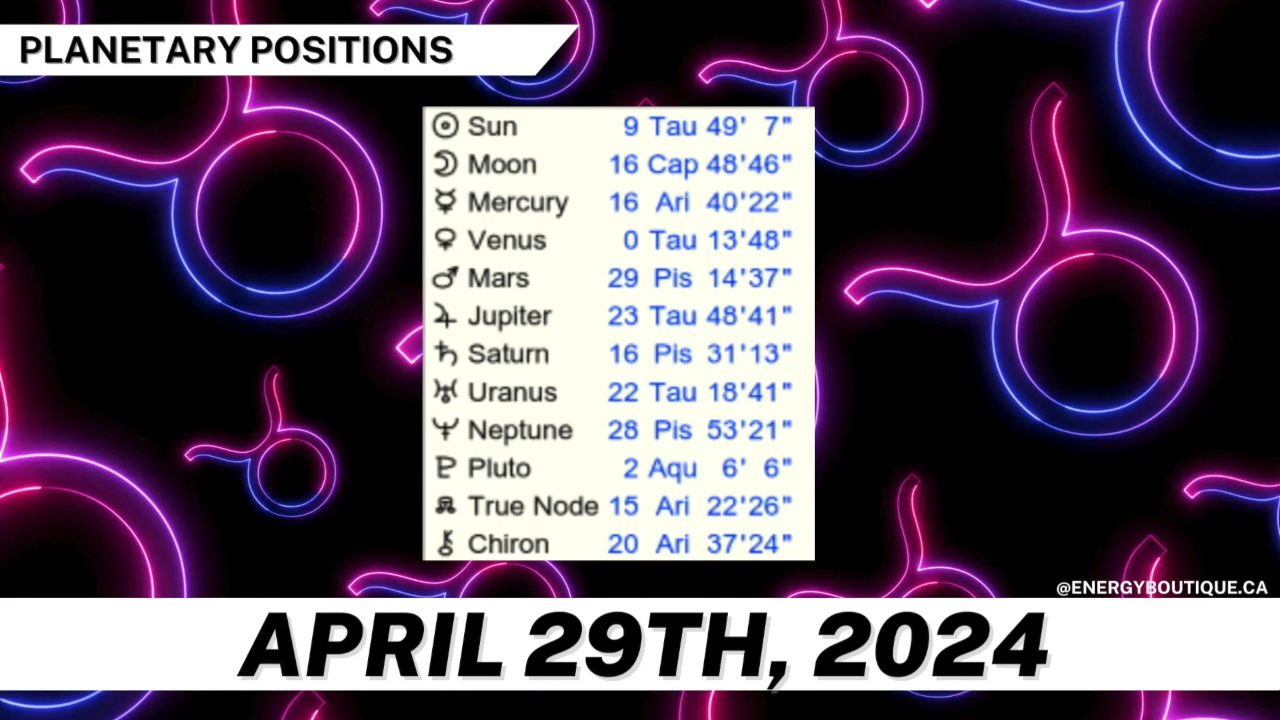 PLANETARY POSITIONS
☉ Sun 9 Tau 49' 7"
☽ Moon 16 Cap 48'46"
☿ Mercury 16 Ari 40'22"
♀ Venus 0 Tau 13'48"
♂ Mars 29 Pis 14'37"
♃ Jupiter 23 Tau 48'41"
♄ Saturn 16 Pis 31'13"
♅ Uranus 22 Tau 18'41"
♆ Neptune 28 Pis 53'21"
♇ Pluto 2 Aqu 6' 6"
☊ True Node 15 Ari 22'26"
⚷ Chiron 20 Ari 37'24"
@ENERGYBOUTIQUE.CA
APRIL 29TH, 2024